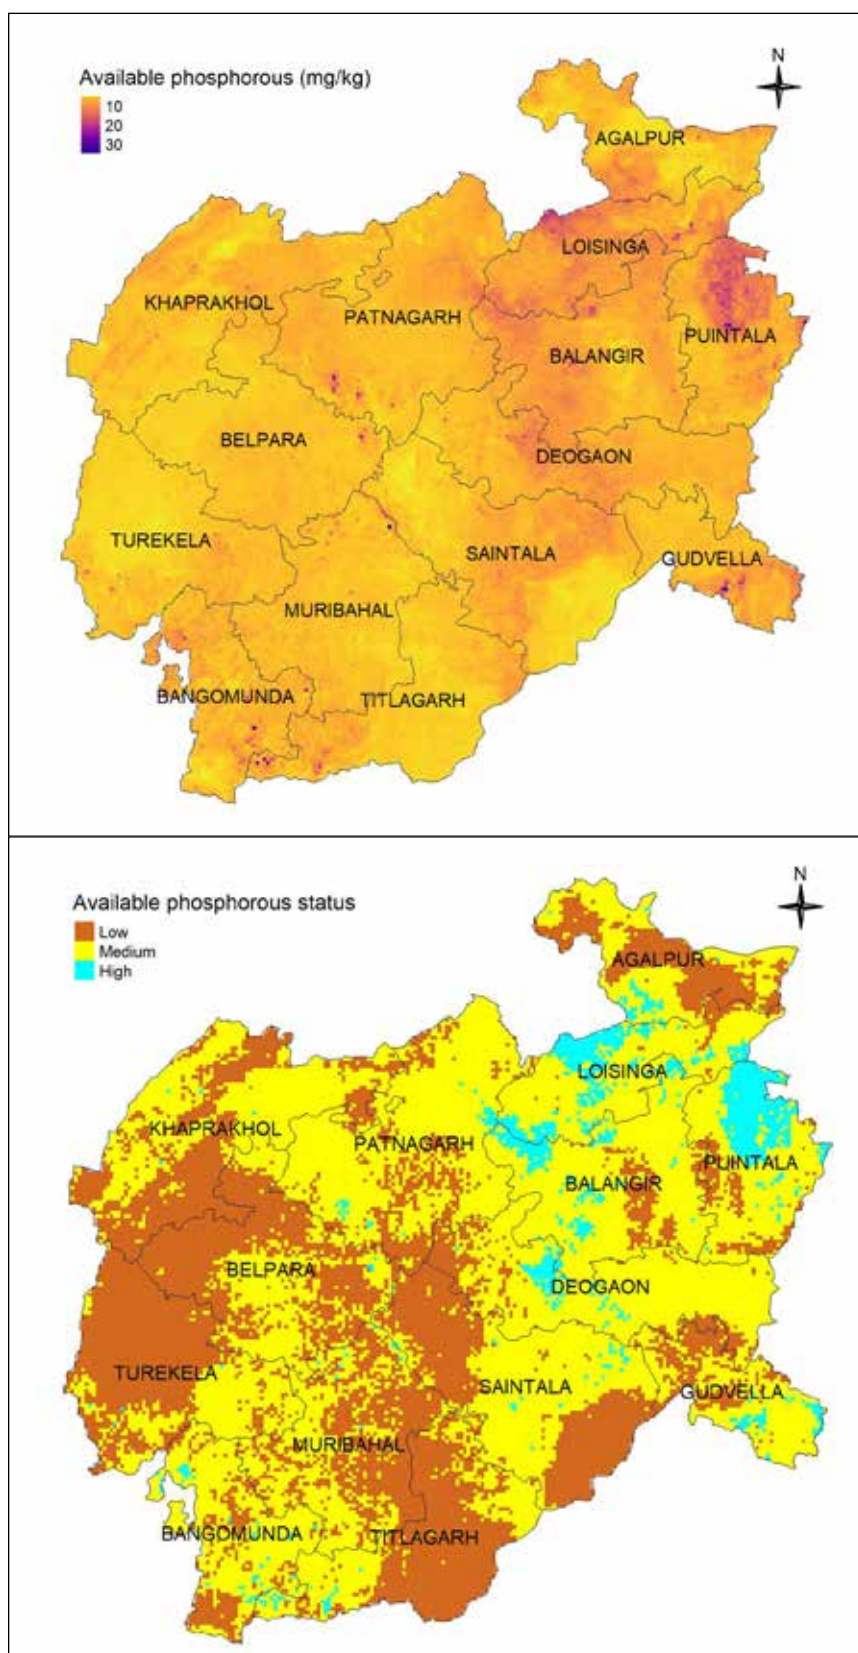 N
Available phosphorous (mg/kg)
10
20
30
AGALPUR
LOISINGA
KHAPRAKHOL
PATNAGARH
PUINTALA
BALANGIR
BELPARA
DEOGAON
TUREKELA
SAINTALA
GUDVELLA
MURIBAHAL
BANGOMUNDA
TITLAGARH
N
Available phosphorous status
Low
Medium
High
AGALPUR
LOISINGA
KHAPRAKHOL
PATNAGARH
PUINTALA
BALANGIR
BELPARA
DEOGAON
TUREKELA
SAINTALA
GUDVELLA
MURIBAHAL
BANGOMUNDA
TITLAGARH